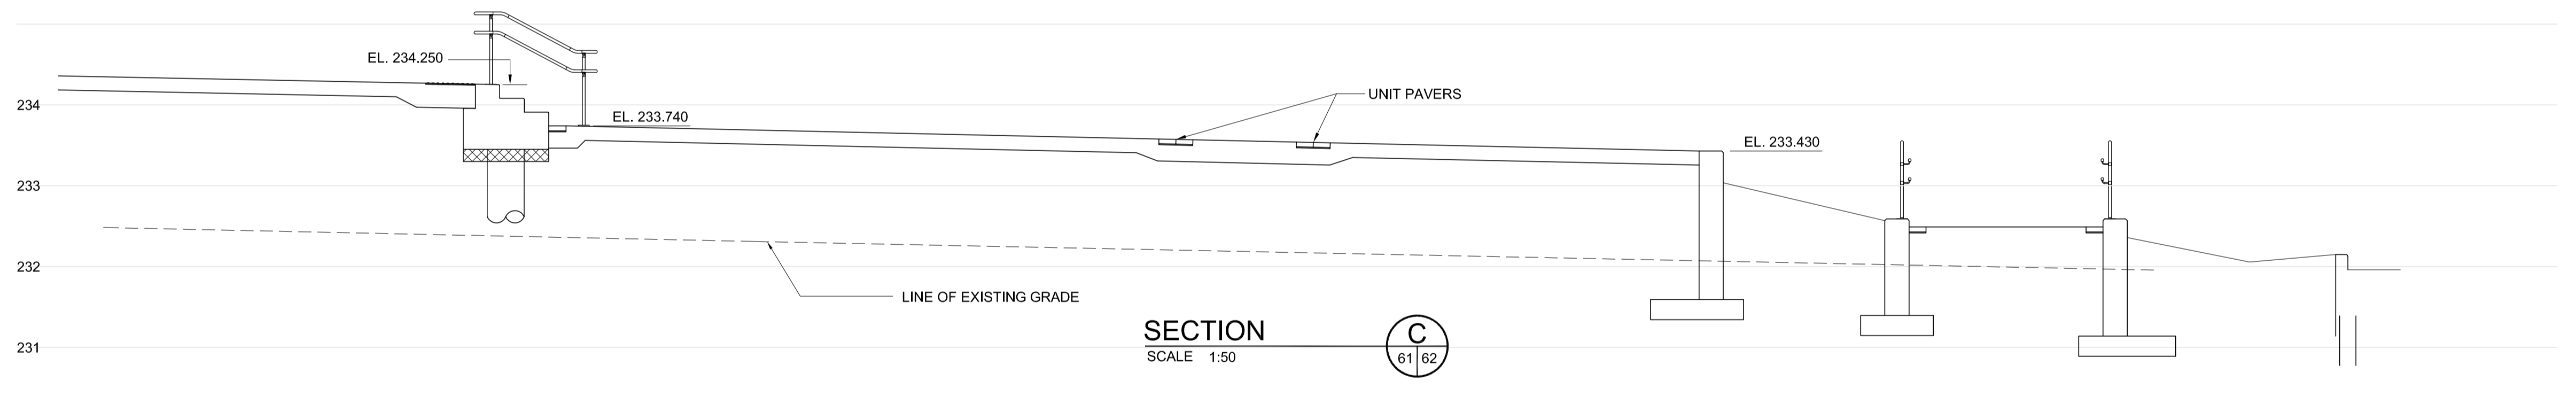 EL. 234.250
234
EL. 233.740
UNIT PAVERS
EL. 233.430
233
232
LINE OF EXISTING GRADE
231
SECTION
SCALE 1:50
C
61 62